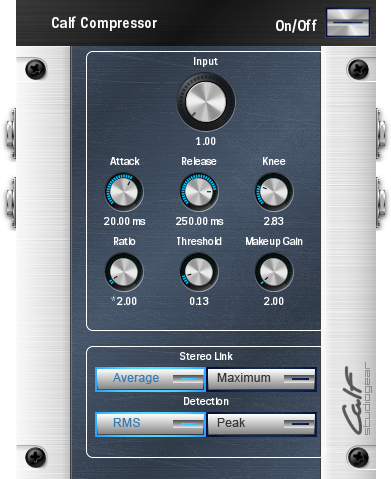 Calf Compressor
On/Off
Input
1.00
Attack Release Knee
20.00 ms 250.00 ms 2.83
Ratio Threshold Makeup Gain
*2.00 0.13 2.00
Stereo Link
Average Maximum
Detection
RMS Peak
Calf
studiogear